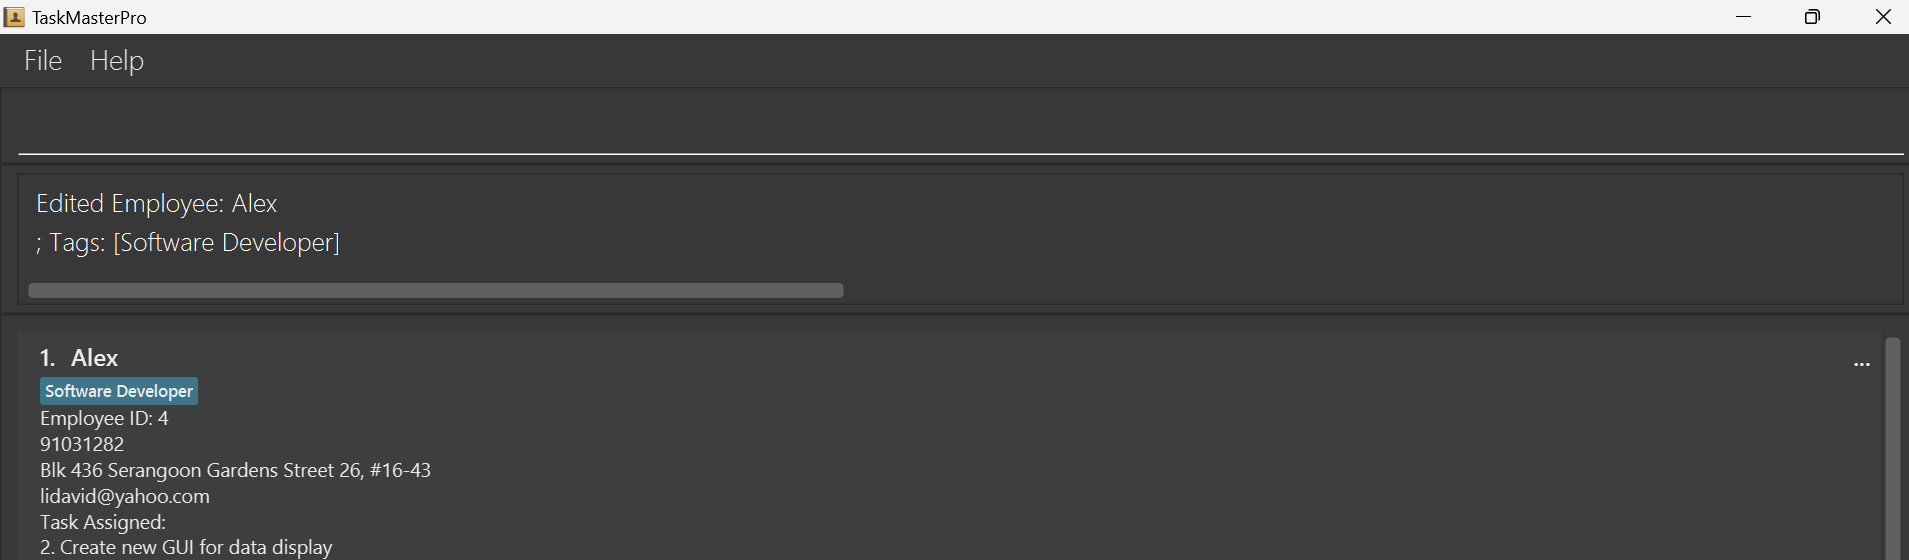 TaskMasterPro
File Help
Edited Employee: Alex
; Tags: [Software Developer]
1. Alex
...
Software Developer
Employee ID: 4
91031282
Blk 436 Serangoon Gardens Street 26, #16-43
lidavid@yahoo.com
Task Assigned:
2. Create new GUI for data display